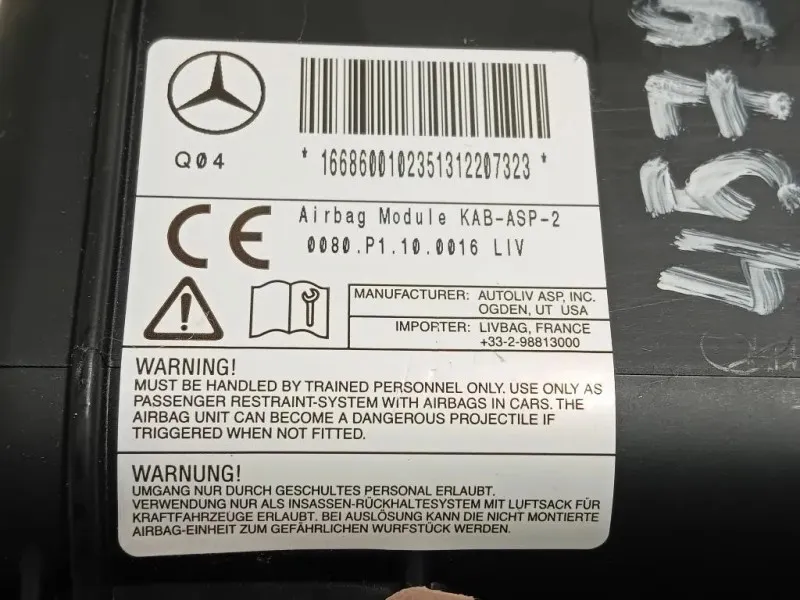 Q04
* 1668600102351312207323 *
CE
Airbag Module KAB-ASP-2
0080.P1.10.0016 LIV
MANUFACTURER: AUTOLIV ASP, INC.
OGDEN, UT USA
IMPORTER: LIVBAG, FRANCE
+33-2-98813000
WARNING!
MUST BE HANDLED BY TRAINED PERSONNEL ONLY. USE ONLY AS
PASSENGER RESTRAINT-SYSTEM WITH AIRBAGS IN CARS. THE
AIRBAG UNIT CAN BECOME A DANGEROUS PROJECTILE IF
TRIGGERED WHEN NOT FITTED.
WARNUNG!
UMGANG NUR DURCH GESCHULTES PERSONAL ERLAUBT.
VERWENDUNG NUR ALS INSASSEN-RÜCKHALTESYSTEM MIT LUFTSACK FÜR
KRAFTFAHRZEUGE ERLAUBT. BEI AUSLÖSUNG KANN DIE NICHT MONTIERTE
AIRBAG-EINHEIT ZUM GEFÄHRLICHEN WURFSTÜCK WERDEN.